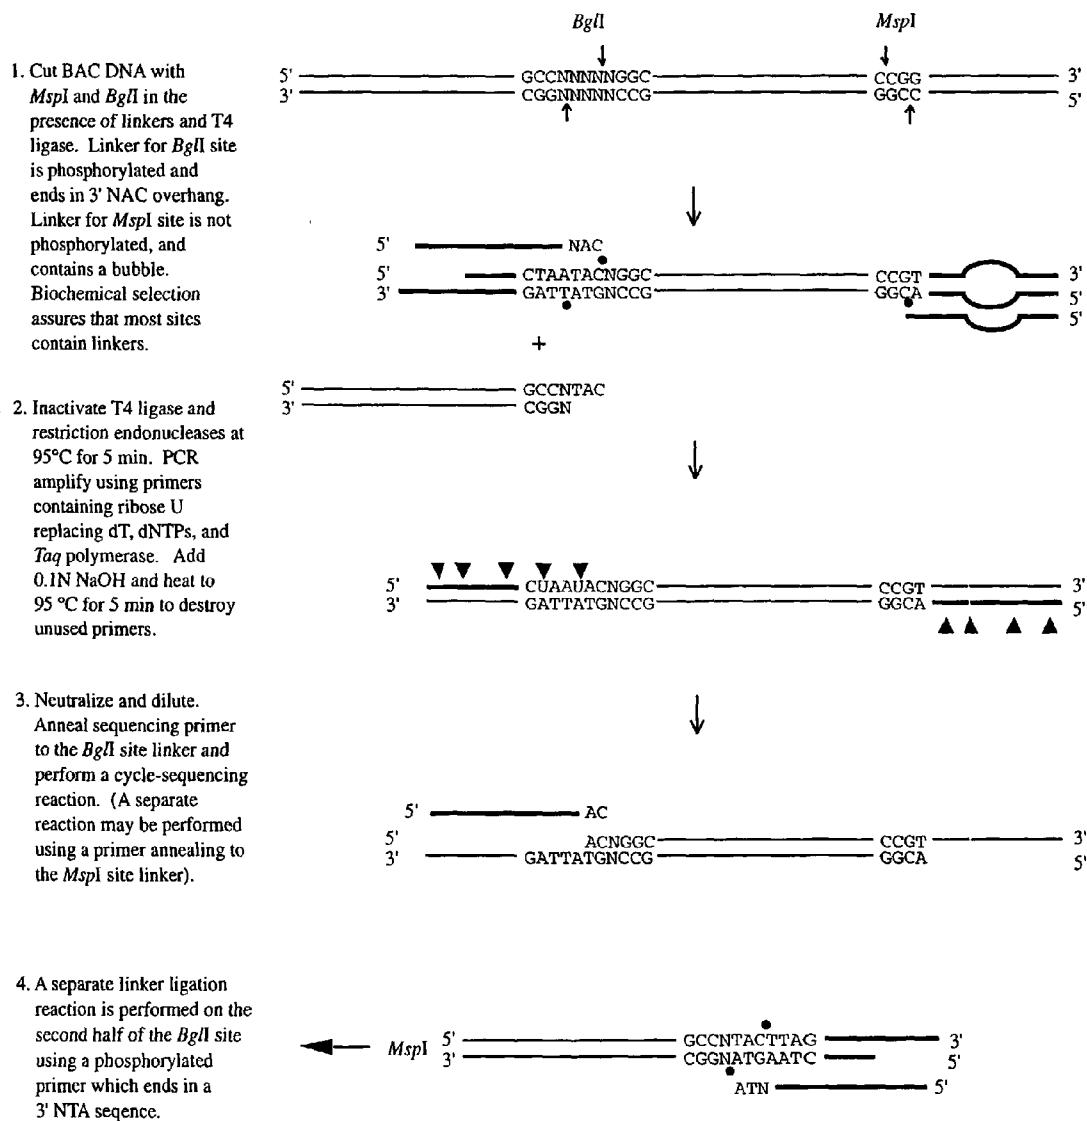 BglI
MspI
1. Cut BAC DNA with
MspI and BglI in the
presence of linkers and T4
ligase. Linker for BglI site
is phosphorylated and
ends in 3' NAC overhang.
Linker for MspI site is not
phosphorylated, and
contains a bubble.
Biochemical selection
assures that most sites
contain linkers.
5' GCCNNNNNGGC CCGG 3'
3' CGGNNNNNCCG GGCC 5'
5' NAC
5' CTAATACNGGC CCGT 3'
3' GATTATGNCCG GGCA 5'
5'
+
5' GCCNTAC
3' CGGN
2. Inactivate T4 ligase and
restriction endonucleases at
95°C for 5 min. PCR
amplify using primers
containing ribose U
replacing dT, dNTPs, and
Taq polymerase. Add
0.1N NaOH and heat to
95 °C for 5 min to destroy
unused primers.
5' CUAAUACNGGC CCGT 3'
3' GATTATGNCCG GGCA 5'
3. Neutralize and dilute.
Anneal sequencing primer
to the BglI site linker and
perform a cycle-sequencing
reaction. (A separate
reaction may be performed
using a primer annealing to
the MspI site linker).
5' AC
5' ACNGGC CCGT 3'
3' GATTATGNCCG GGCA 5'
4. A separate linker ligation
reaction is performed on the
second half of the BglI site
using a phosphorylated
primer which ends in a
3' NTA seqence.
MspI 5' GCCNTACTTAG 3'
3' CGGNATGAATC 5'
ATN 5'